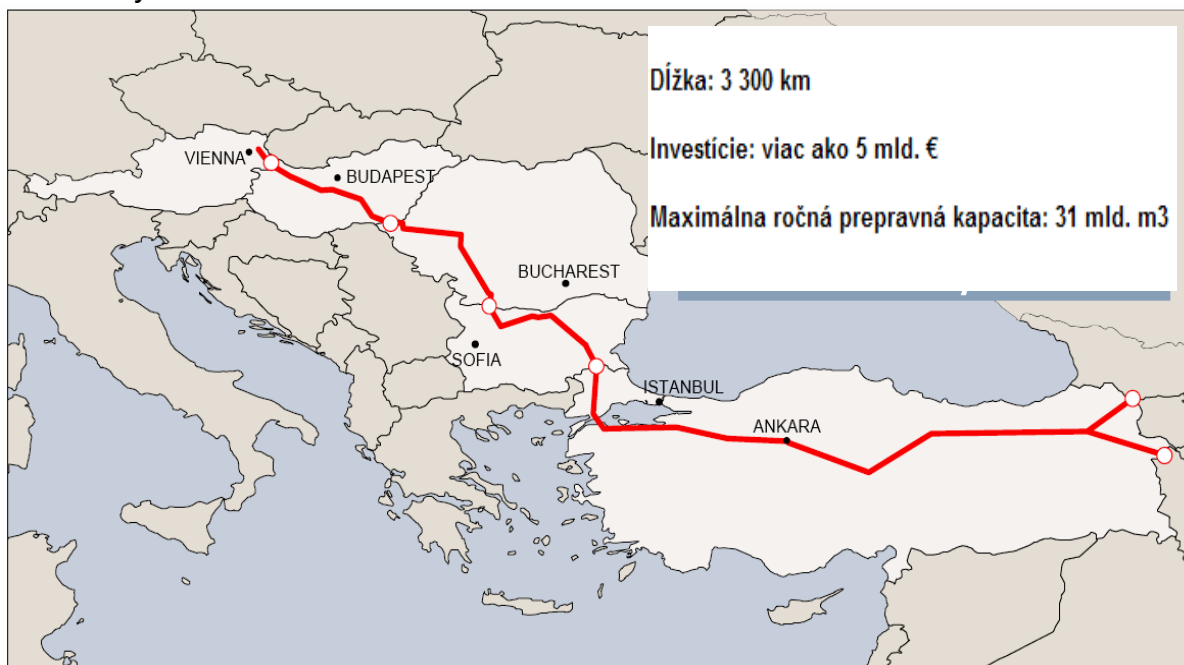 Dĺžka: 3 300 km
Investície: viac ako 5 mld. €
Maximálna ročná prepravná kapacita: 31 mld. m3
VIENNA
BUDAPEST
BUCHAREST
SOFIA
ISTANBUL
ANKARA